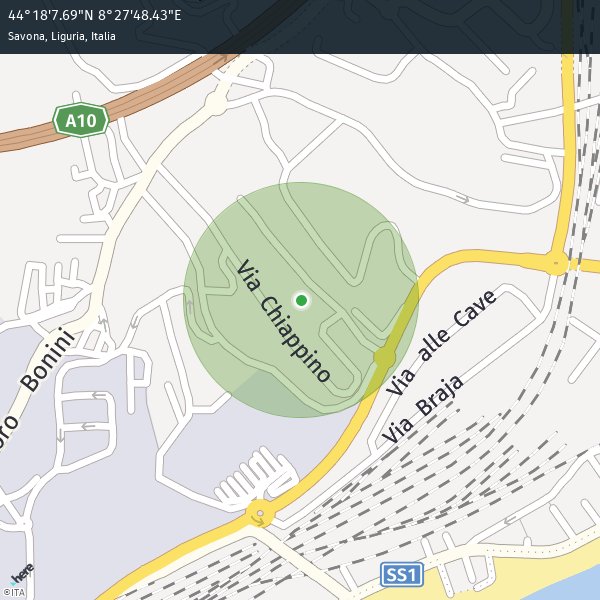 44°18'7.69"N 8°27'48.43"E
Savona, Liguria, Italia
A10
Via Chiappino
Via alle Cave
Bonini
Via Braja
oro
SS1
here
©ITA